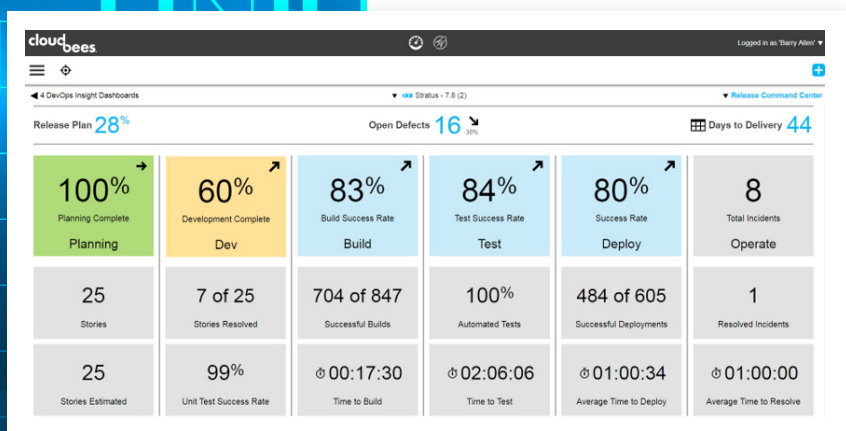 cloudbees
Logged in as 'Barry Allen'
4 DevOps Insight Dashboards
Stratus - 7.8 (2)
Release Command Center
Release Plan 28%
Open Defects 16 -30%
Days to Delivery 44
100%
Planning Complete
Planning
60%
Development Complete
Dev
83%
Build Success Rate
Build
84%
Test Success Rate
Test
80%
Success Rate
Deploy
8
Total Incidents
Operate
25
Stories
7 of 25
Stories Resolved
704 of 847
Successful Builds
100%
Automated Tests
484 of 605
Successful Deployments
1
Resolved Incidents
25
Stories Estimated
99%
Unit Test Success Rate
00:17:30
Time to Build
02:06:06
Time to Test
01:00:34
Average Time to Deploy
01:00:00
Average Time to Resolve